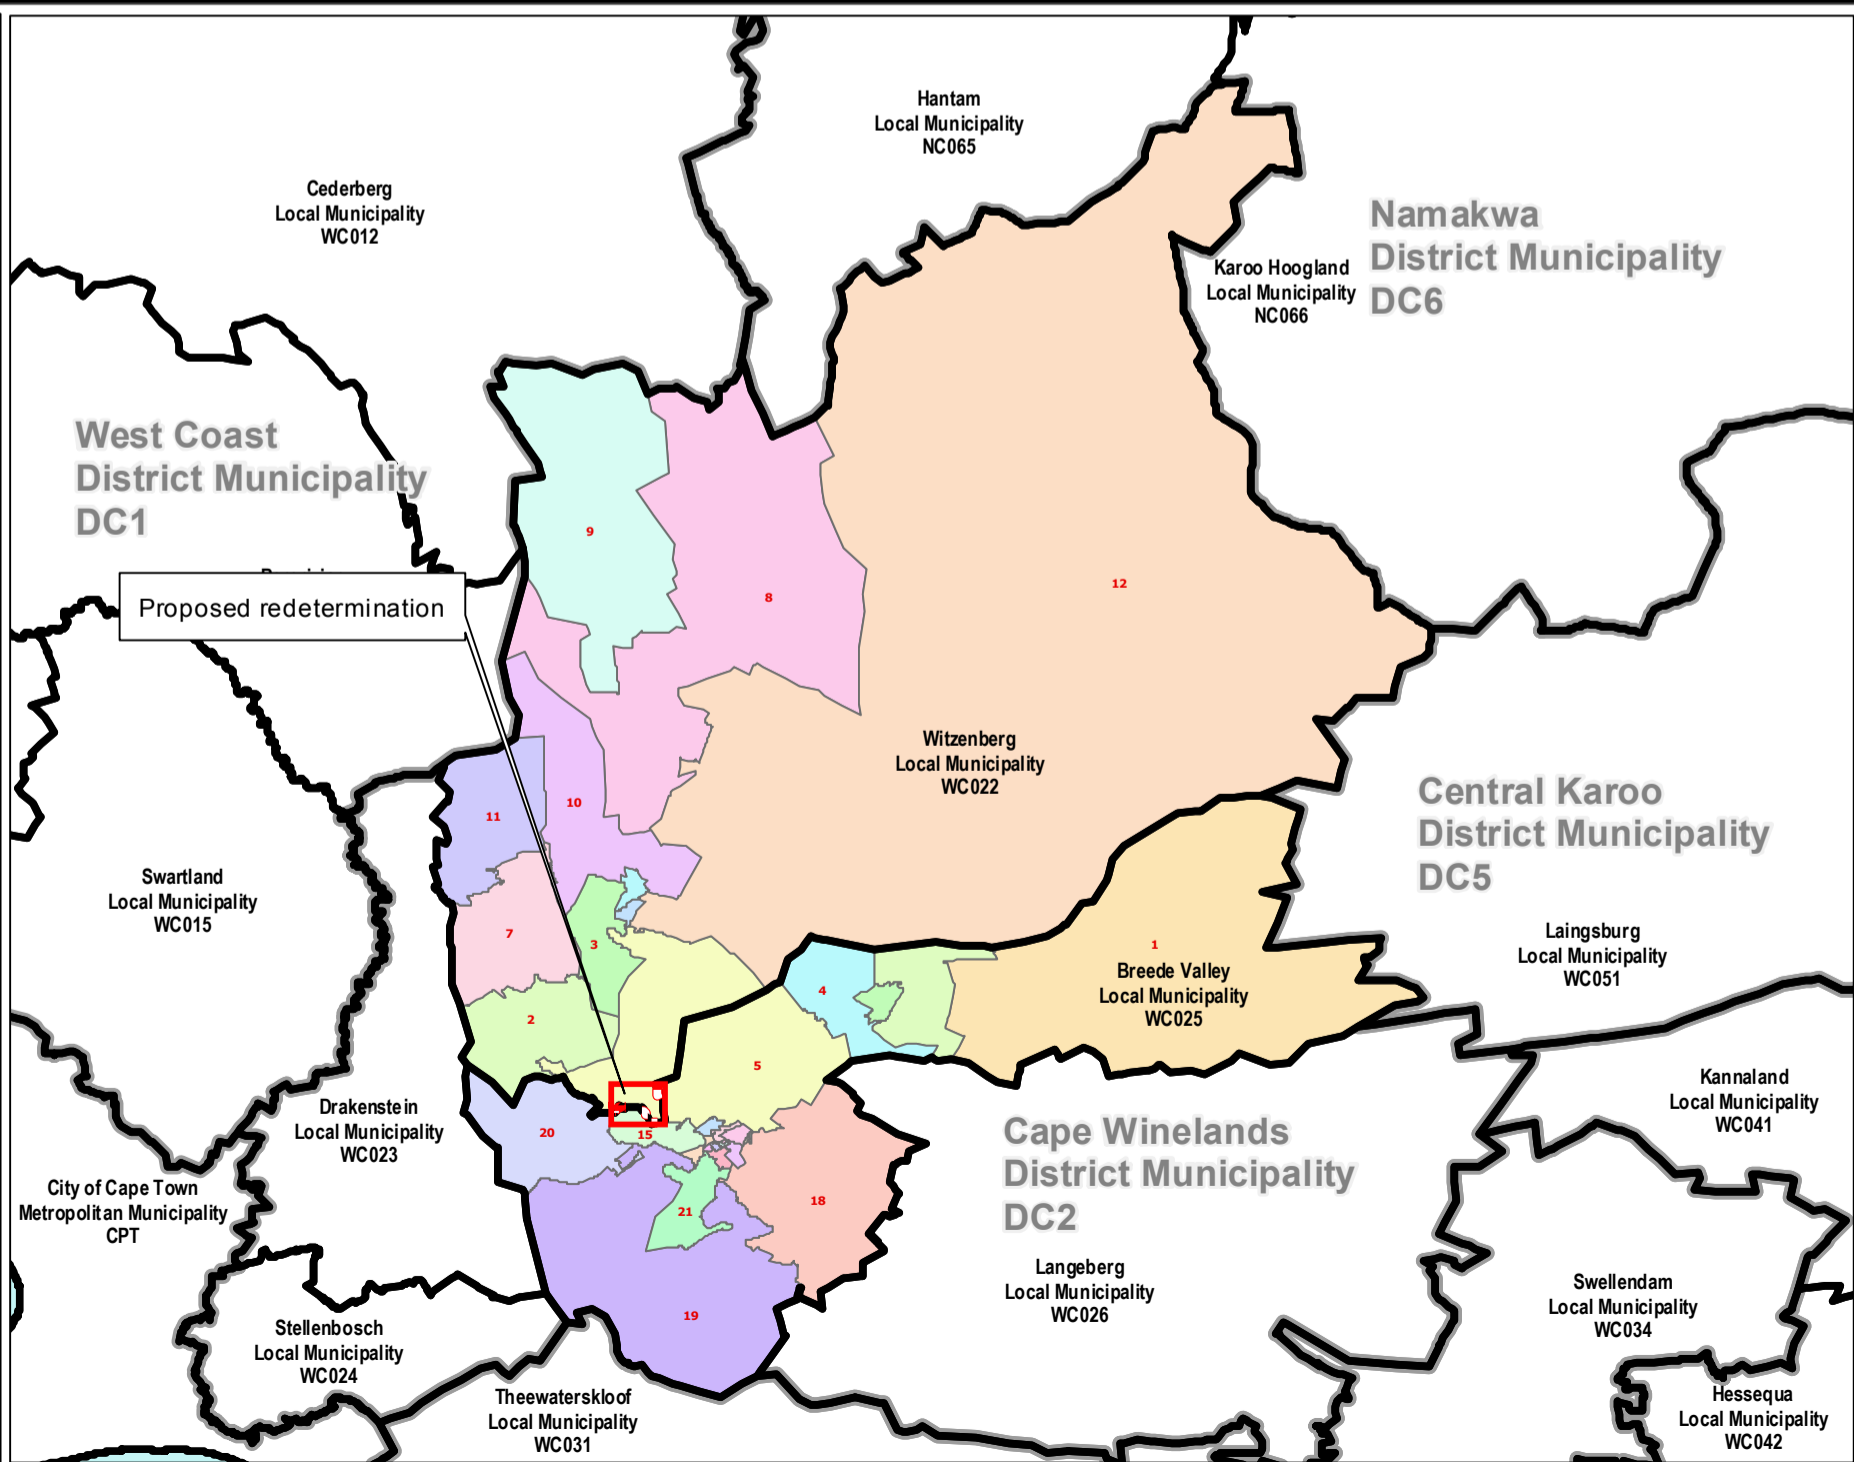 Hantam
Local Municipality
NC065
Cederberg
Local Municipality
WC012
Namakwa
District Municipality
DC6
Karoo Hoogland
Local Municipality
NC066
West Coast
District Municipality
DC1
9
8
12
Proposed redetermination
Witzenberg
Local Municipality
WC022
Central Karoo
District Municipality
DC5
11
10
Swartland
Local Municipality
WC015
7
3
1
Breede Valley
Local Municipality
WC025
Laingsburg
Local Municipality
WC051
4
2
5
Kannaland
Local Municipality
WC041
Drakenstein
Local Municipality
WC023
20
15
Cape Winelands
District Municipality
DC2
City of Cape Town
Metropolitan Municipality
CPT
18
21
Langeberg
Local Municipality
WC026
Swellendam
Local Municipality
WC034
19
Stellenbosch
Local Municipality
WC024
Theewaterskloof
Local Municipality
WC031
Hessequa
Local Municipality
WC042